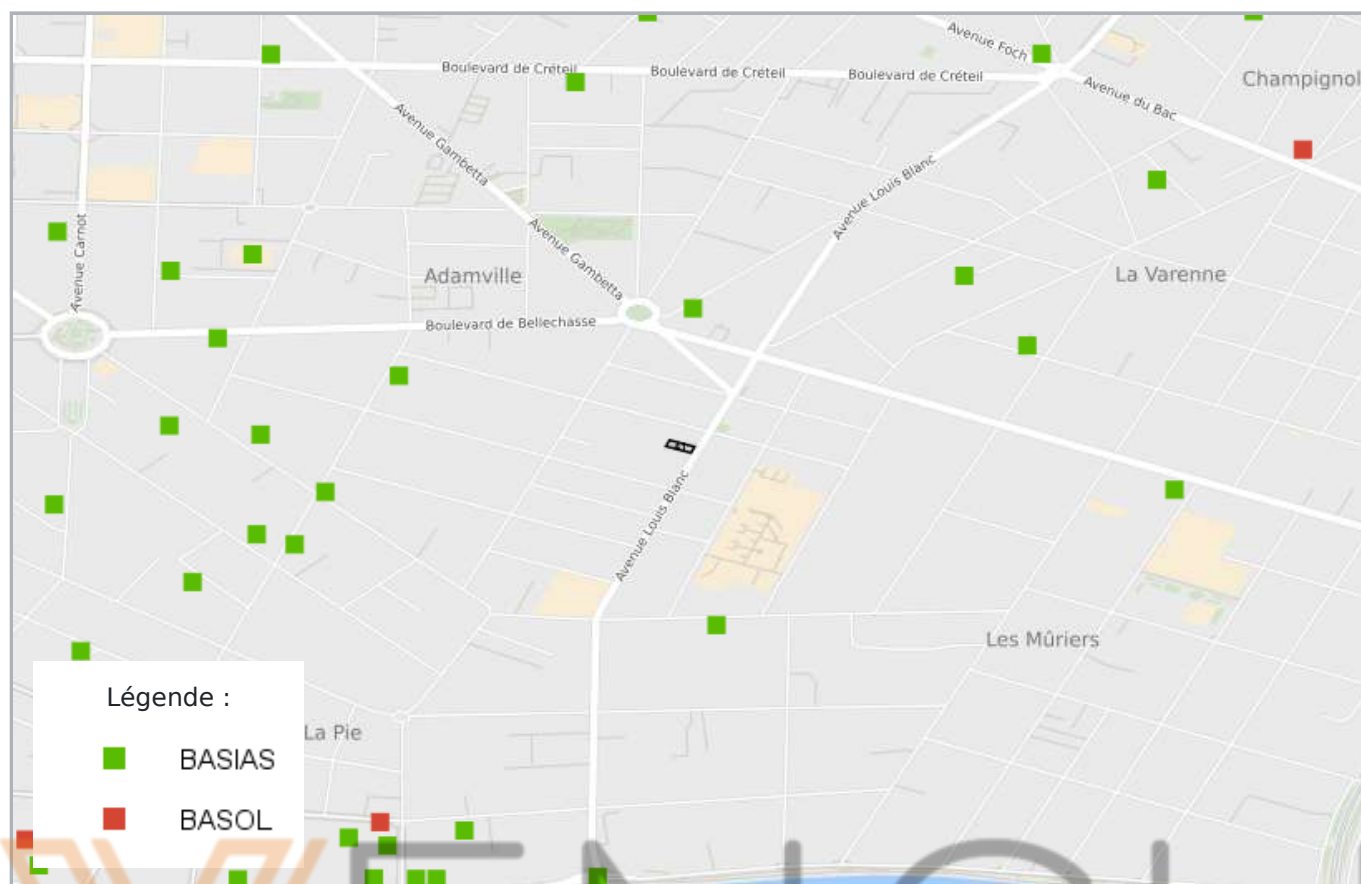 Avenue Foch
Boulevard de Créteil
Boulevard de Créteil
Boulevard de Créteil
Champignol
Avenue du Bac
Avenue Gambetta
Avenue Louis Blanc
Avenue Carnot
Avenue Gambetta
Adamville
La Varenne
Boulevard de Bellechasse
Avenue Louis Blanc
Les Mûriers
La Pie
Légende :
BASIAS
BASOL